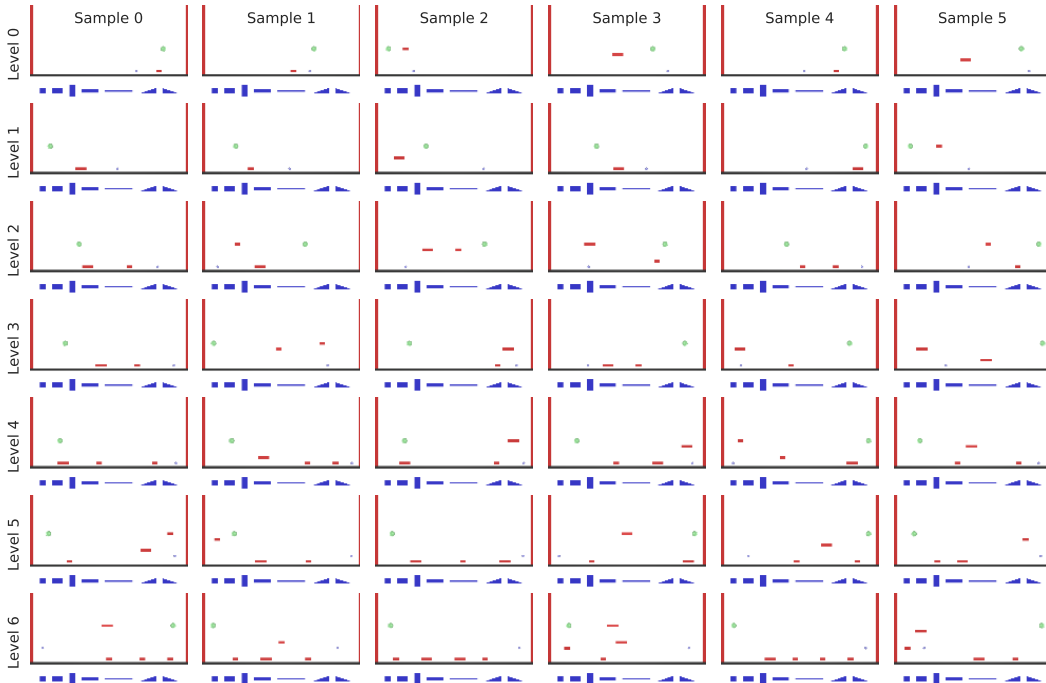 Sample 0
Sample 1
Sample 2
Sample 3
Sample 4
Sample 5
Level 0
Level 1
Level 2
Level 3
Level 4
Level 5
Level 6